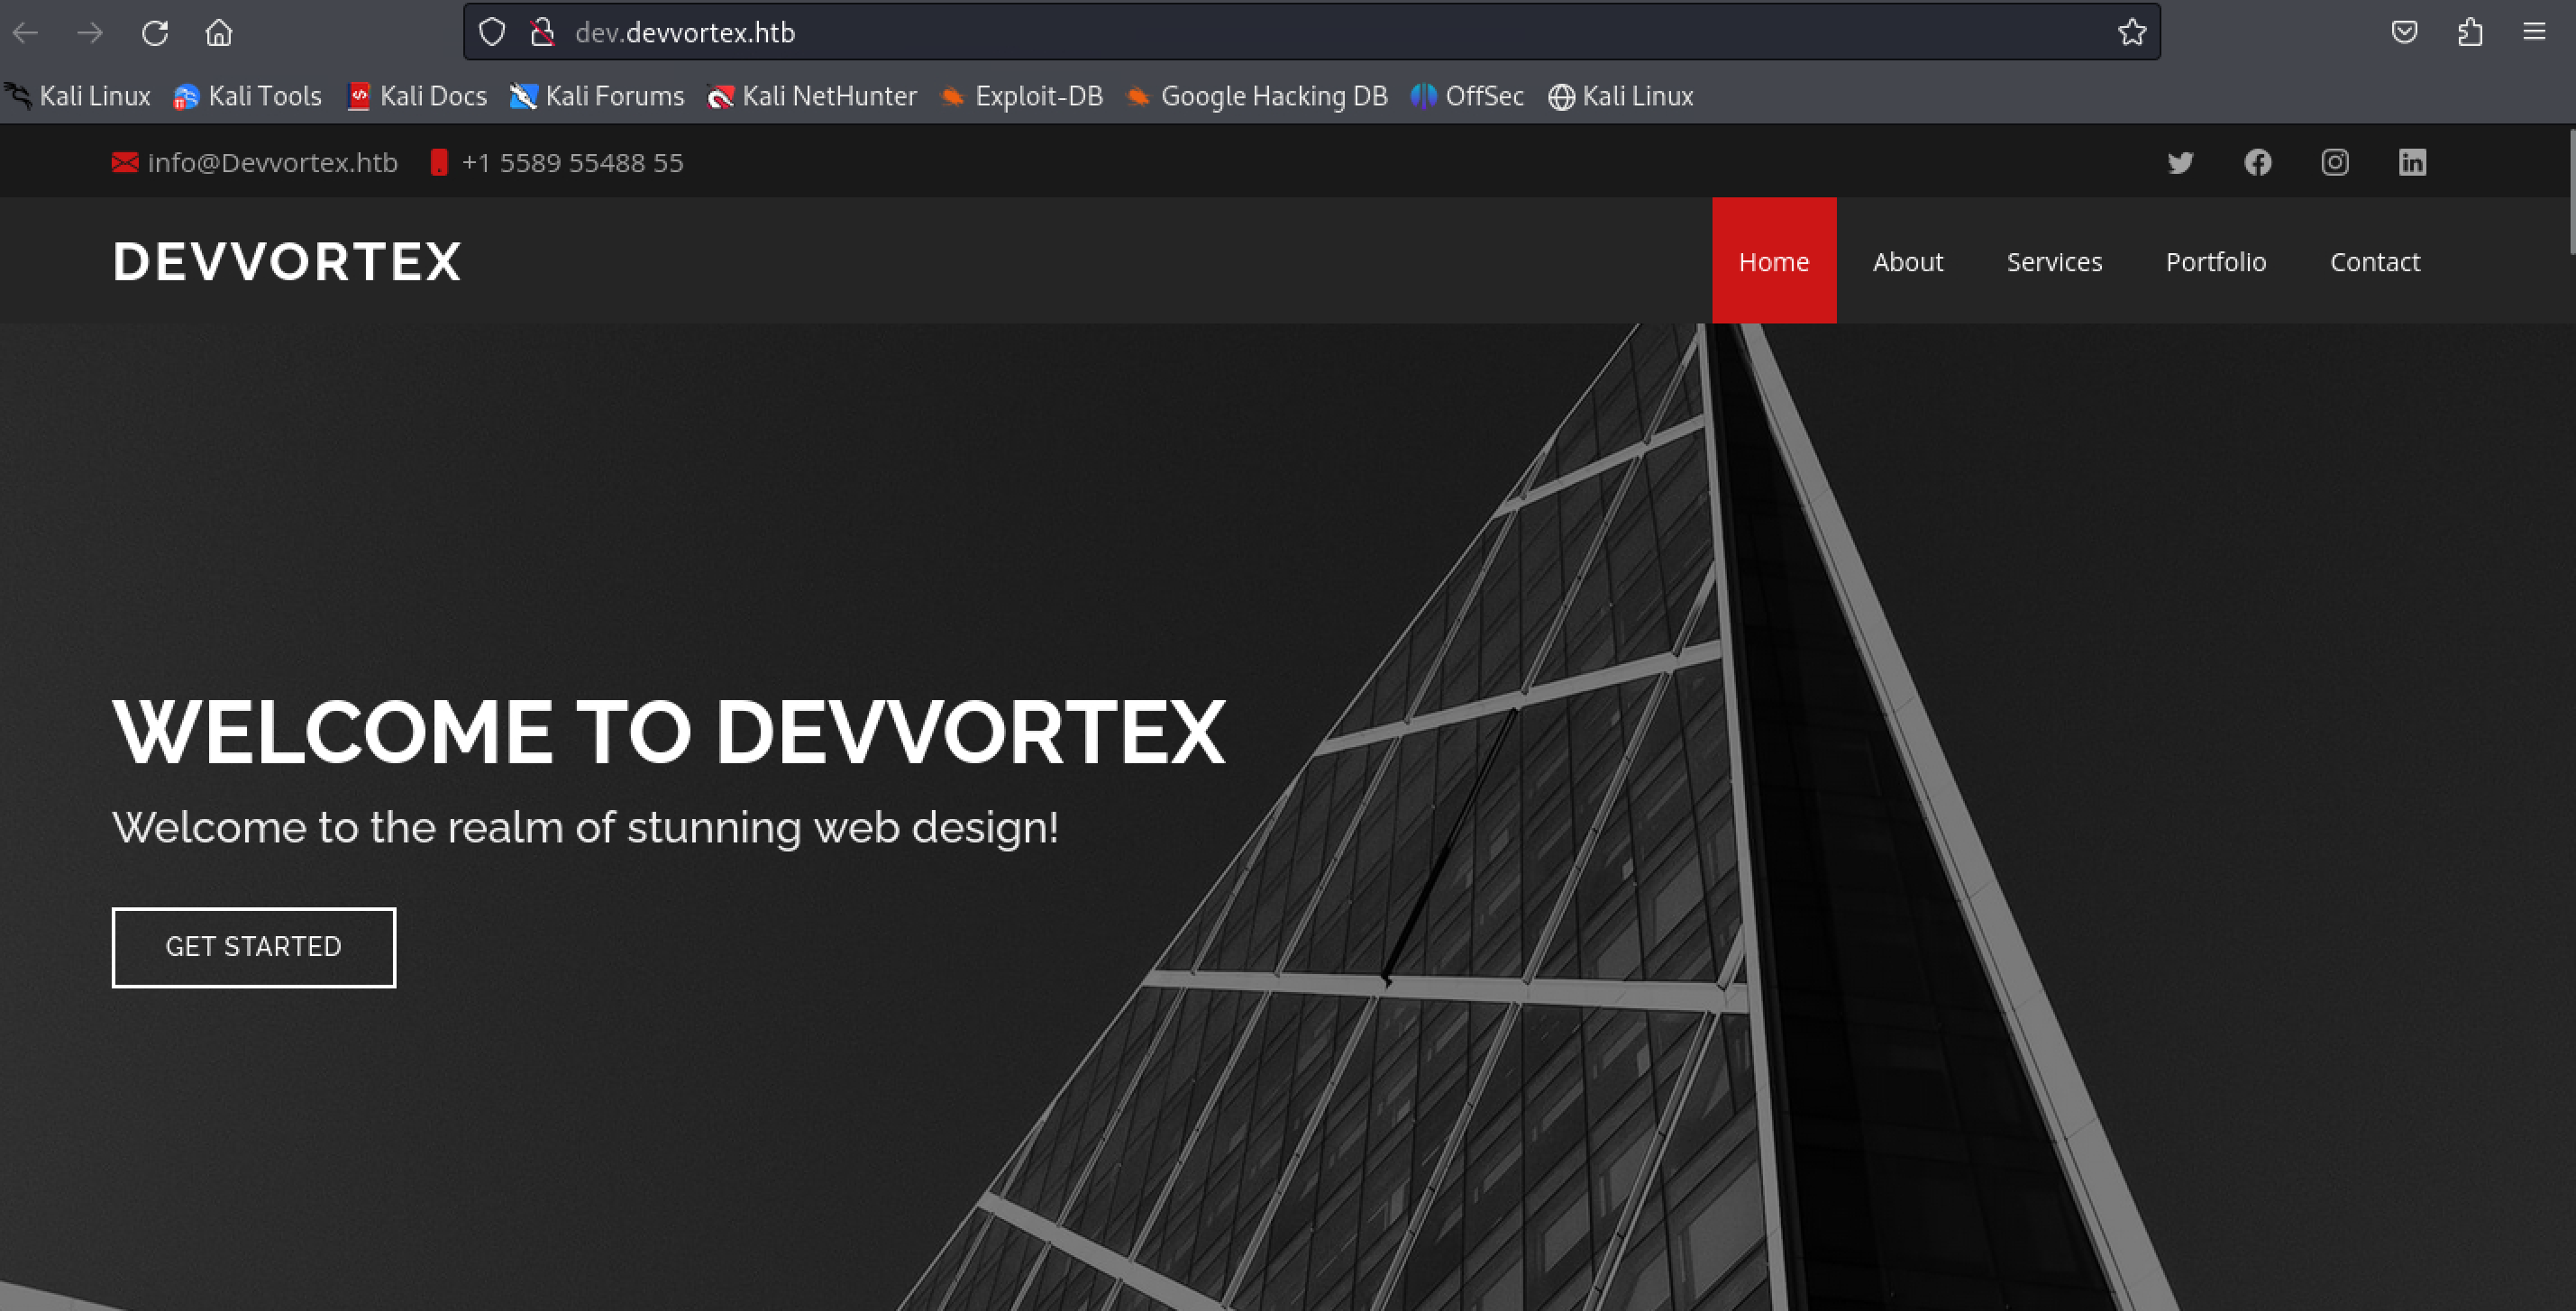 dev.devvortex.htb
Kali Linux Kali Tools Kali Docs Kali Forums Kali NetHunter Exploit-DB Google Hacking DB OffSec Kali Linux
info@Devvortex.htb +1 5589 55488 55
DEVVORTEX Home About Services Portfolio Contact
WELCOME TO DEVVORTEX
Welcome to the realm of stunning web design!
GET STARTED